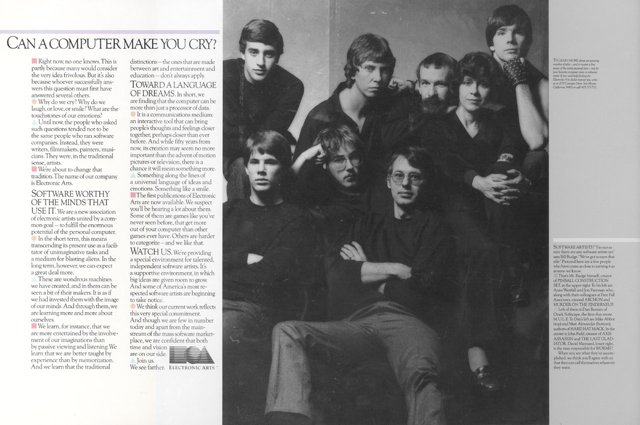 CAN A COMPUTER MAKE YOU CRY?
Right now, no one knows. This is
partly because many would consider
the very idea frivolous. But it's also
because whoever successfully ans-
wers this question must first have
answered several others.
Why do we cry? Why do we
laugh, or love, or smile? What are the
touchstones of our emotions?
Until now, the people who asked
such questions tended not to be
the same people who ran software
companies. Instead, they were
writers, filmmakers, painters, musi-
cians. They were, in the traditional
sense, artists.
We're about to change that
tradition. The name of our company
is Electronic Arts.
SOFTWARE WORTHY
OF THE MINDS THAT
USE IT. We are a new association
of electronic artists united by a com-
mon goal — to fulfill the enormous
potential of the personal computer.
In the short term, this means
transcending its present use as a facili-
tator of unimaginative tasks and
a medium for blasting aliens. In the
long term, however, we can expect
a great deal more.
These are wondrous machines
we have created, and in them can be
seen a bit of their makers. It is as if
we had invested them with the image
of our minds. And through them, we
are learning more and more about
ourselves.
We learn, for instance, that we
are more entertained by the involve-
ment of our imaginations than
by passive viewing and listening. We
learn that we are better taught by
experience than by memorization.
And we learn that the traditional
distinctions — the ones that are made
between art and entertainment and
education — don't always apply.
TOWARD A LANGUAGE
OF DREAMS. In short, we
are finding that the computer can be
more than just a processor of data.
It is a communications medium:
an interactive tool that can bring
people's thoughts and feelings closer
together, perhaps closer than ever
before. And while fifty years from
now, its creation may seem no more
important than the advent of motion
pictures or television, there is a
chance it will mean something more.
Something along the lines of
a universal language of ideas and
emotions. Something like a smile.
The first publications of Electronic
Arts are now available. We suspect
you'll be hearing a lot about them.
Some of them are games like you've
never seen before, that get more
out of your computer than other
games ever have. Others are harder
to categorize — and we like that.
WATCH US. We're providing
a special environment for talented,
independent software artists. It's
a supportive environment, in which
big ideas are given room to grow.
And some of America's most re-
spected software artists are beginning
to take notice.
We think our current work reflects
this very special commitment.
And though we are few in number
today and apart from the main-
stream of the mass software market-
place, we are confident that both
time and vision
are on our side.
Join us.
We see farther. ELECTRONIC ARTS
SOFTWARE ARTISTS?